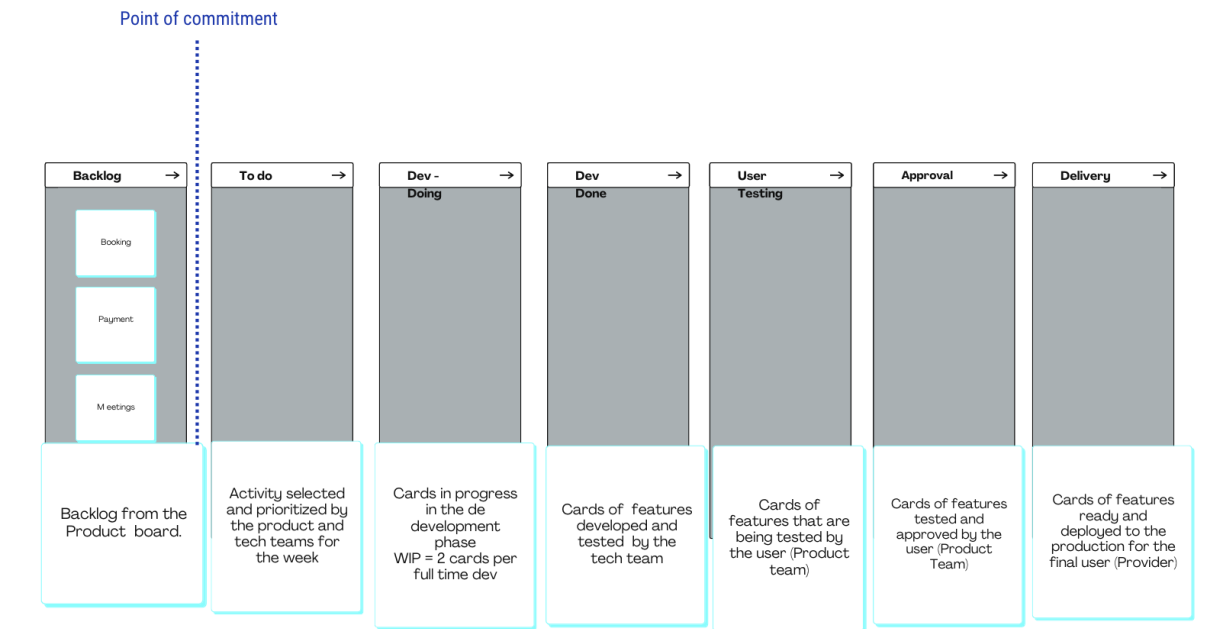 Point of commitment
Backlog →
To do →
Dev - →
Doing
Dev →
Done
User →
Testing
Approval →
Delivery →
Booking
Payment
M eetings
Backlog from the
Product board.
Activity selected
and prioritized by
the product and
tech teams for
the week
Cards in progress
in the de
development
phase
WIP = 2 cards per
full time dev
Cards of features
developed and
tested by the
tech team
Cards of
features that are
being tested by
the user (Product
team)
Cards of features
tested and
approved by the
user (Product
Team)
Cards of features
ready and
deployed to the
production for the
final user (Provider)